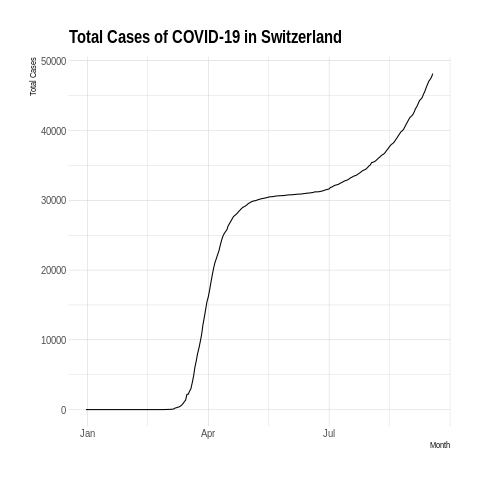 Total Cases of COVID-19 in Switzerland
Total Cases
50000
40000
30000
20000
10000
0
Jan Apr Jul
Month